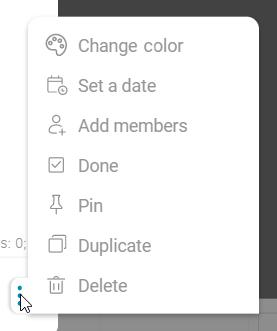 Change color
Set a date
Add members
Done
Pin
s: 0;
Duplicate
Delete